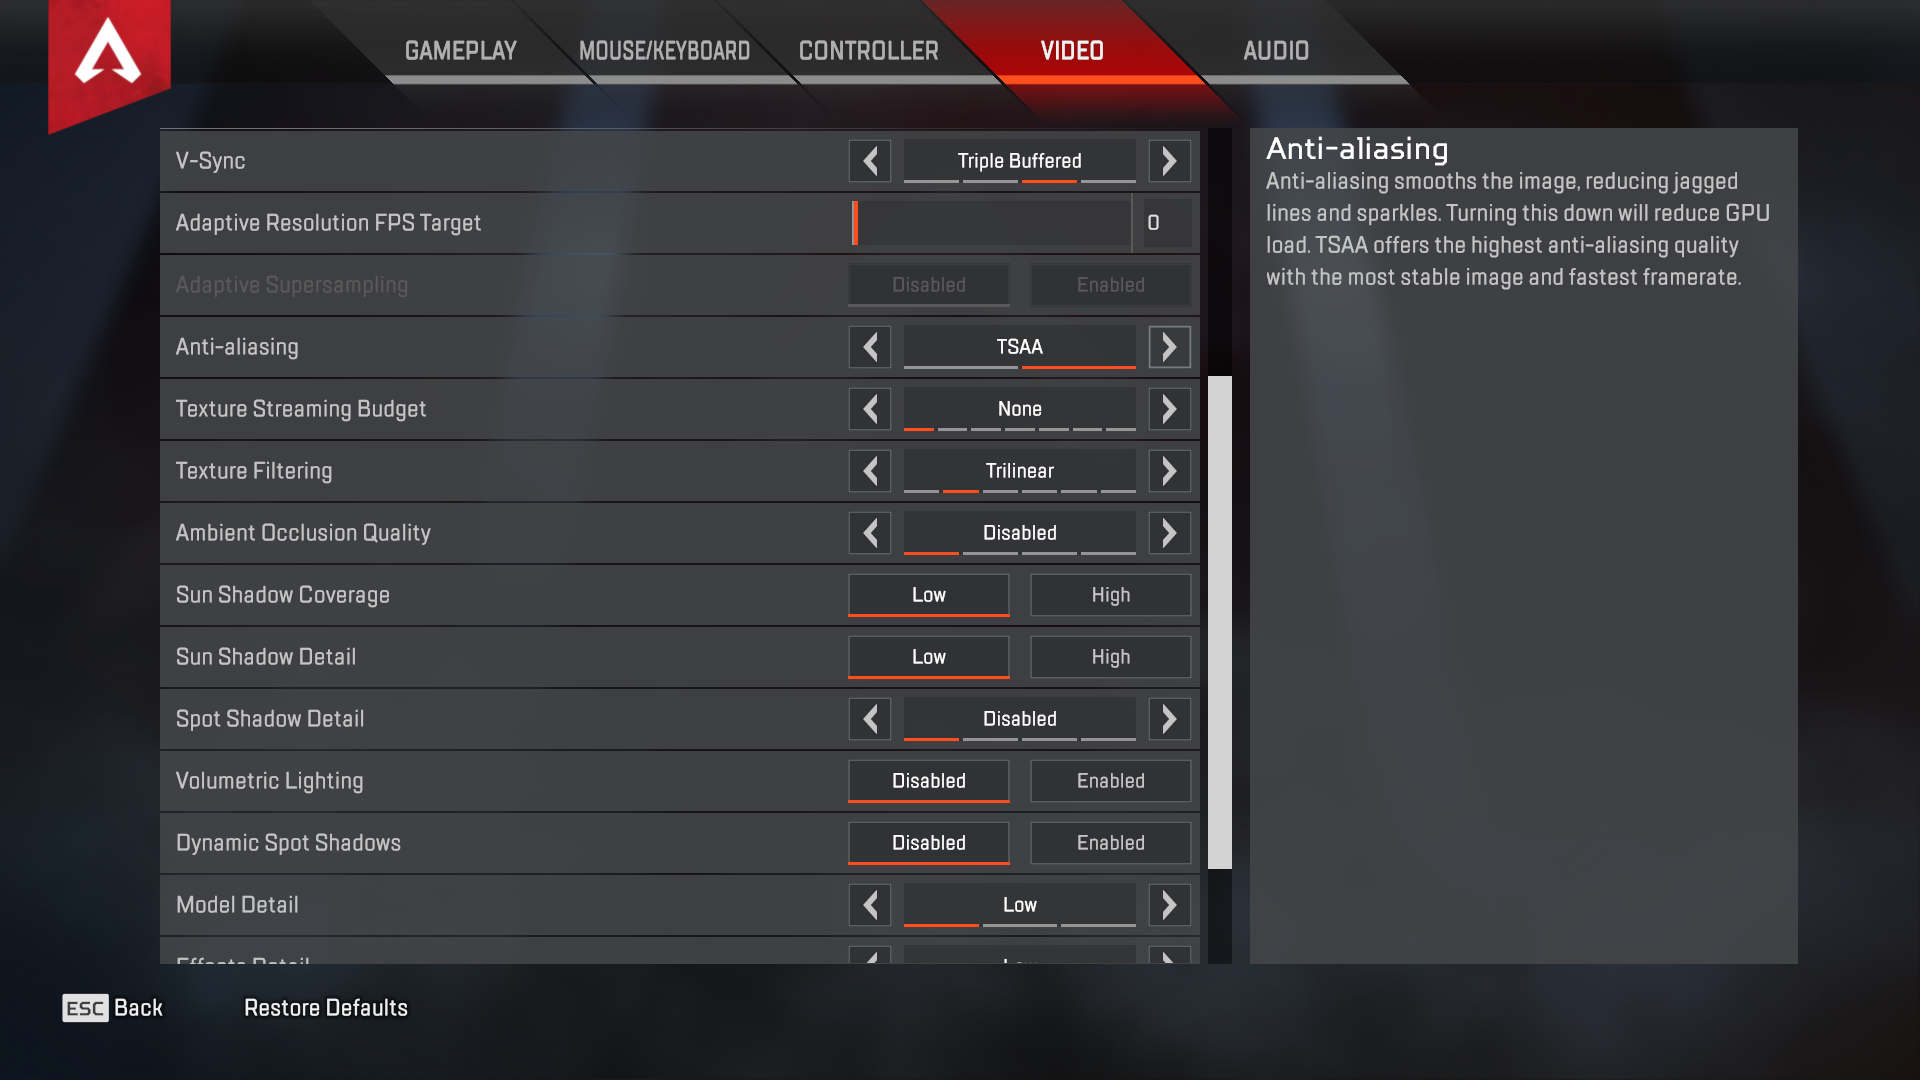 GAMEPLAY
MOUSE/KEYBOARD
CONTROLLER
VIDEO
AUDIO
V-Sync
Triple Buffered
Adaptive Resolution FPS Target
0
Adaptive Supersampling
Disabled
Enabled
Anti-aliasing
TSAA
Texture Streaming Budget
None
Texture Filtering
Trilinear
Ambient Occlusion Quality
Disabled
Sun Shadow Coverage
Low
High
Sun Shadow Detail
Low
High
Spot Shadow Detail
Disabled
Volumetric Lighting
Disabled
Enabled
Dynamic Spot Shadows
Disabled
Enabled
Model Detail
Low
Effects Detail
Low
Anti-aliasing
Anti-aliasing smooths the image, reducing jagged
lines and sparkles. Turning this down will reduce GPU
load. TSAA offers the highest anti-aliasing quality
with the most stable image and fastest framerate.
ESC Back
Restore Defaults